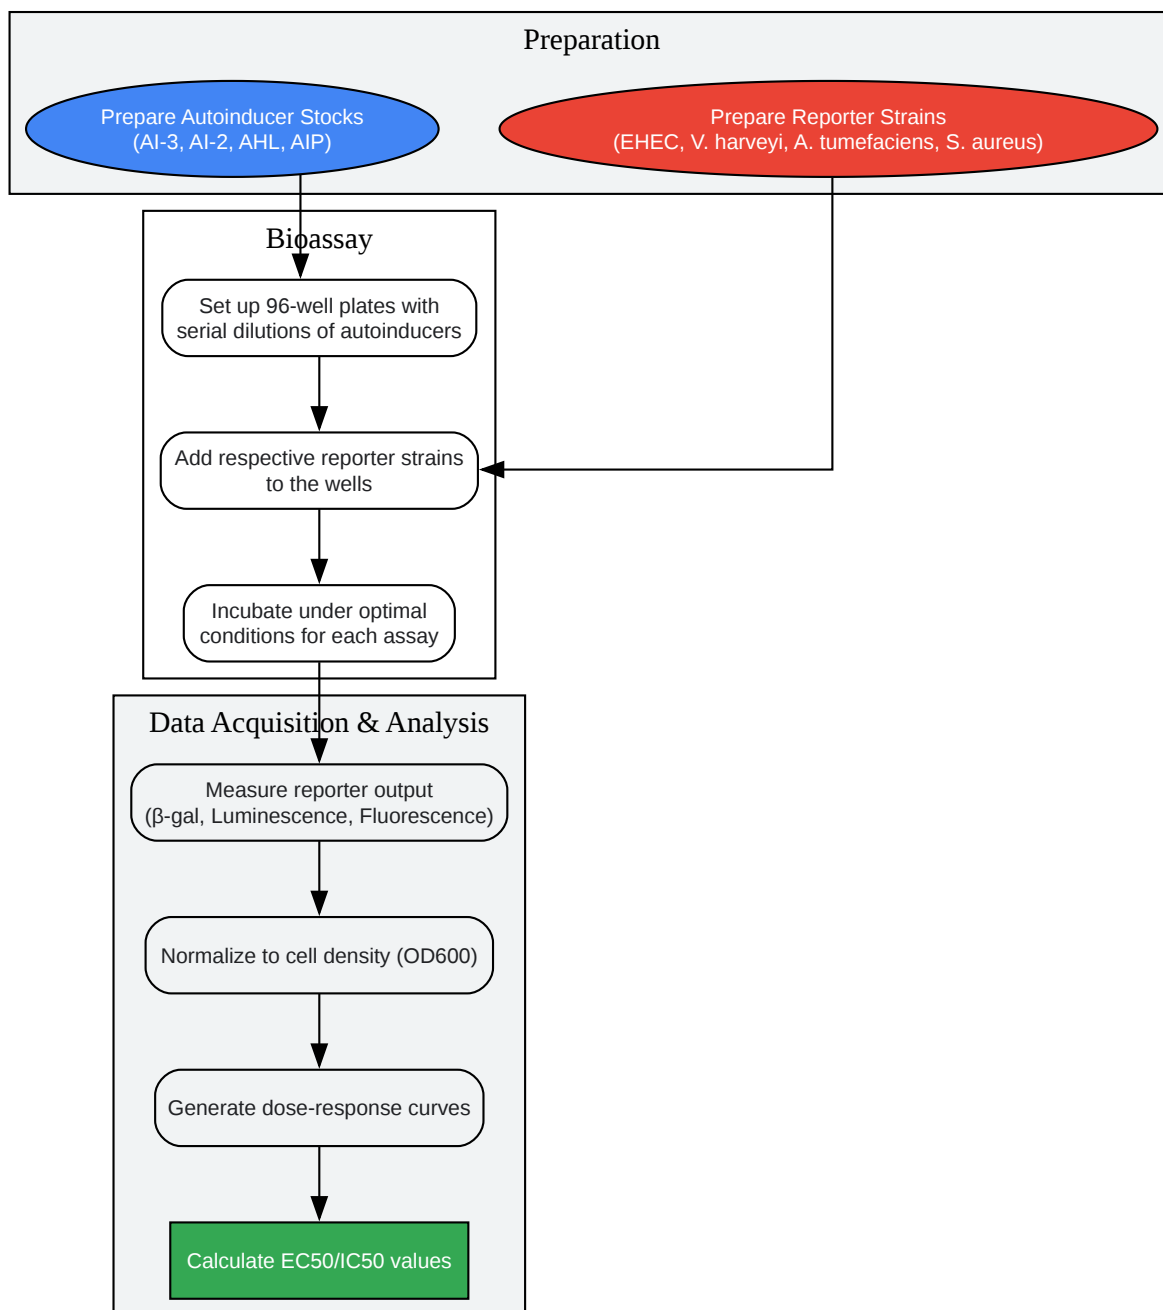 Preparation
Prepare Autoinducer Stocks
(AI-3, AI-2, AHL, AIP)
Prepare Reporter Strains
(EHEC, V. harveyi, A. tumefaciens, S. aureus)
Bioassay
Set up 96-well plates with
serial dilutions of autoinducers
Add respective reporter strains
to the wells
Incubate under optimal
conditions for each assay
Data Acquisition & Analysis
Measure reporter output
(β-gal, Luminescence, Fluorescence)
Normalize to cell density (OD600)
Generate dose-response curves
Calculate EC50/IC50 values